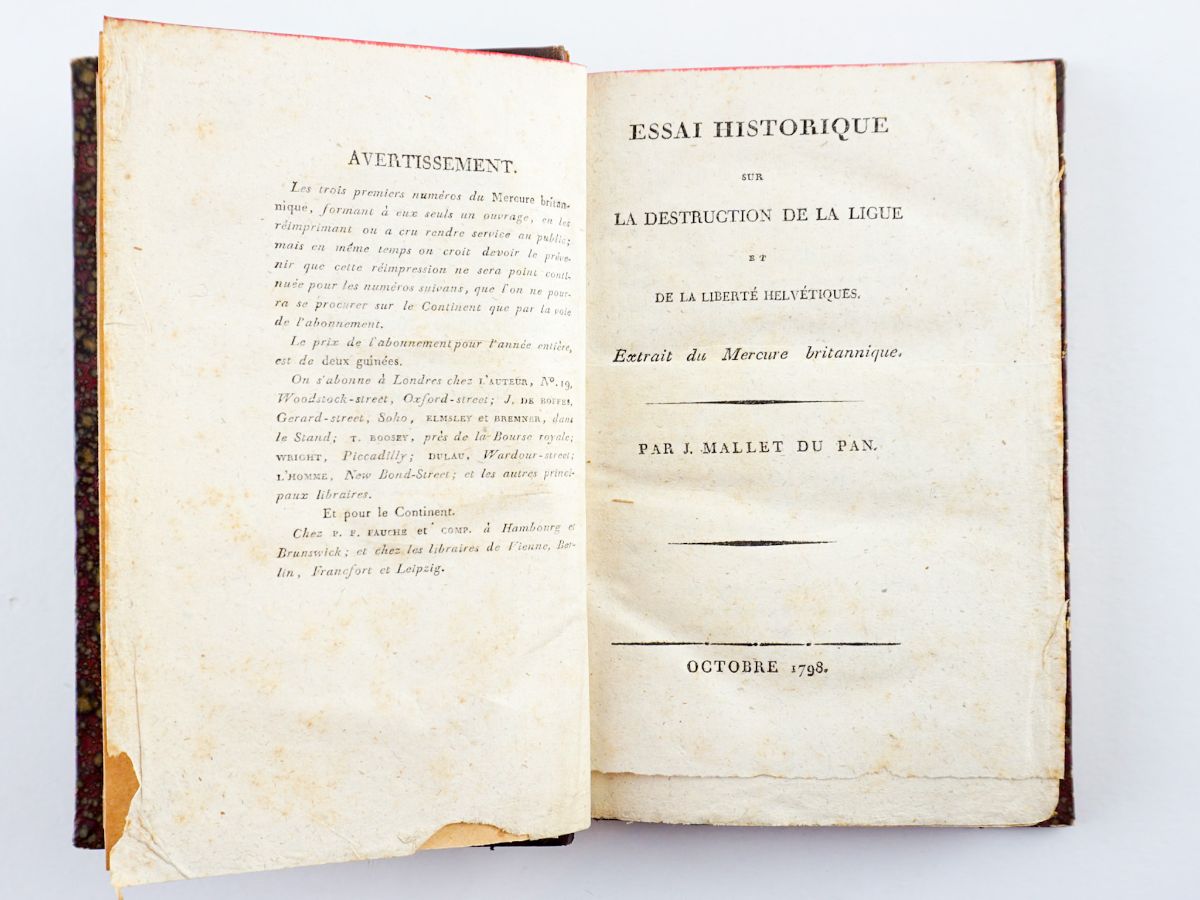 AVERTISSEMENT.
Les trois premiers numéros du Mercure britan-
nique, formant à eux seuls un ouvrage, en les
réimprimant on a cru rendre service au public;
mais en même temps on croit devoir le préve-
nir que cette réimpression ne sera point conti-
nuée pour les numéros suivans, que l'on ne pour-
ra se procurer sur le Continent que par la voie
de l'abonnement.
Le prix de l'abonnement pour l'année entière,
est de deux guinées.
On s'abonne à Londres chez L'AUTEUR, N°. 19,
Woodstock-street, Oxford-street; J. DE BOFFE,
Gerard-street, Soho, ELMSLEY et BREMNER, dans
le Stand; T. BOOSEY, près de la Bourse royale;
WRIGHT, Piccadilly; DULAU, Wardour-street;
L'HOMME, New Bond-Street; et les autres princi-
paux libraires.
Et pour le Continent.
Chez P. F. FAUCHE et COMP. à Hambourg et
Brunswick; et chez les libraires de Vienne, Ber-
lin, Francfort et Leipzig.
ESSAI HISTORIQUE
SUR
LA DESTRUCTION DE LA LIGUE
ET
DE LA LIBERTÉ HELVÉTIQUES.
Extrait du Mercure britannique.
PAR J. MALLET DU PAN.
OCTOBRE 1798.